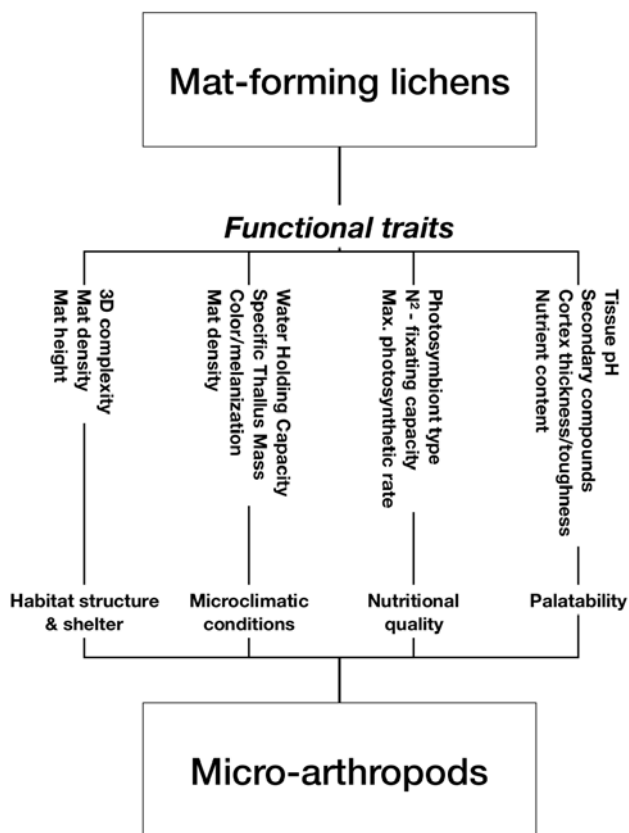 Mat-forming lichens
Functional traits
3D complexity
Mat density
Mat height
Water Holding Capacity
Specific Thallus Mass
Color/melanization
Mat density
Photosymbiont type
N² - fixating capacity
Max. photosynthetic rate
Tissue pH
Secondary compounds
Cortex thickness/toughness
Nutrient content
Habitat structure
& shelter
Microclimatic
conditions
Nutritional
quality
Palatability
Micro-arthropods